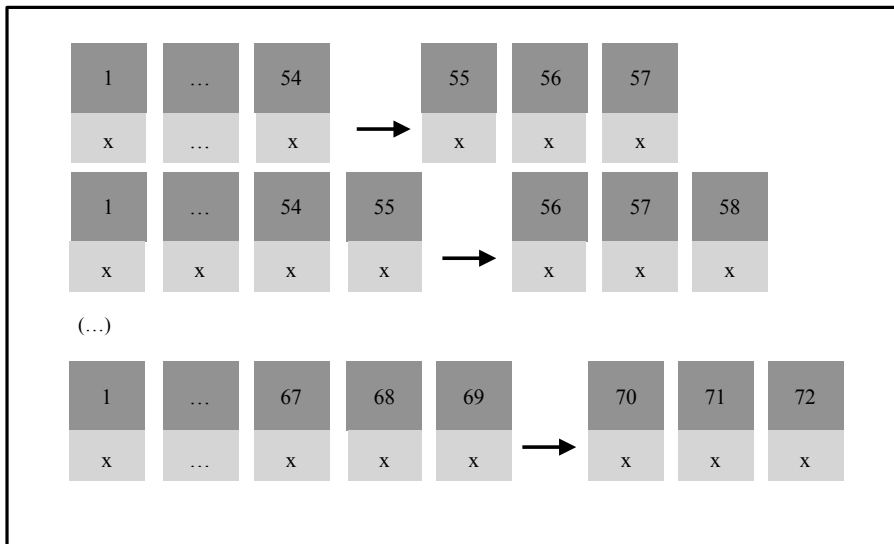 1 … 54 55 56 57
x … x x x x
1 … 54 55 56 57 58
x x x x x x x
(…)
1 … 67 68 69 70 71 72
x … x x x x x x